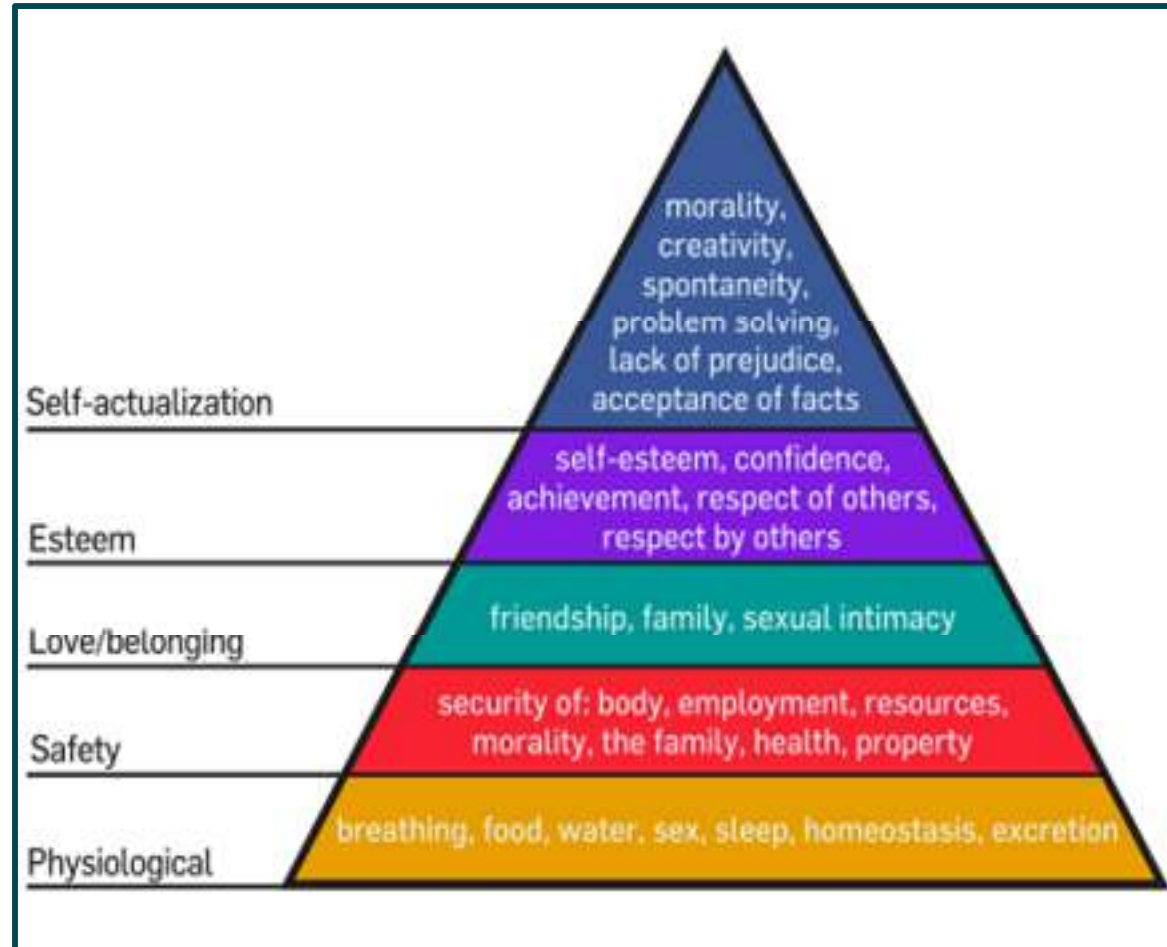 morality,
creativity,
spontaneity,
problem solving,
lack of prejudice,
acceptance of facts
Self-actualization
self-esteem, confidence,
achievement, respect of others,
respect by others
Esteem
friendship, family, sexual intimacy
Love/belonging
security of: body, employment, resources,
morality, the family, health, property
Safety
breathing, food, water, sex, sleep, homeostasis, excretion
Physiological